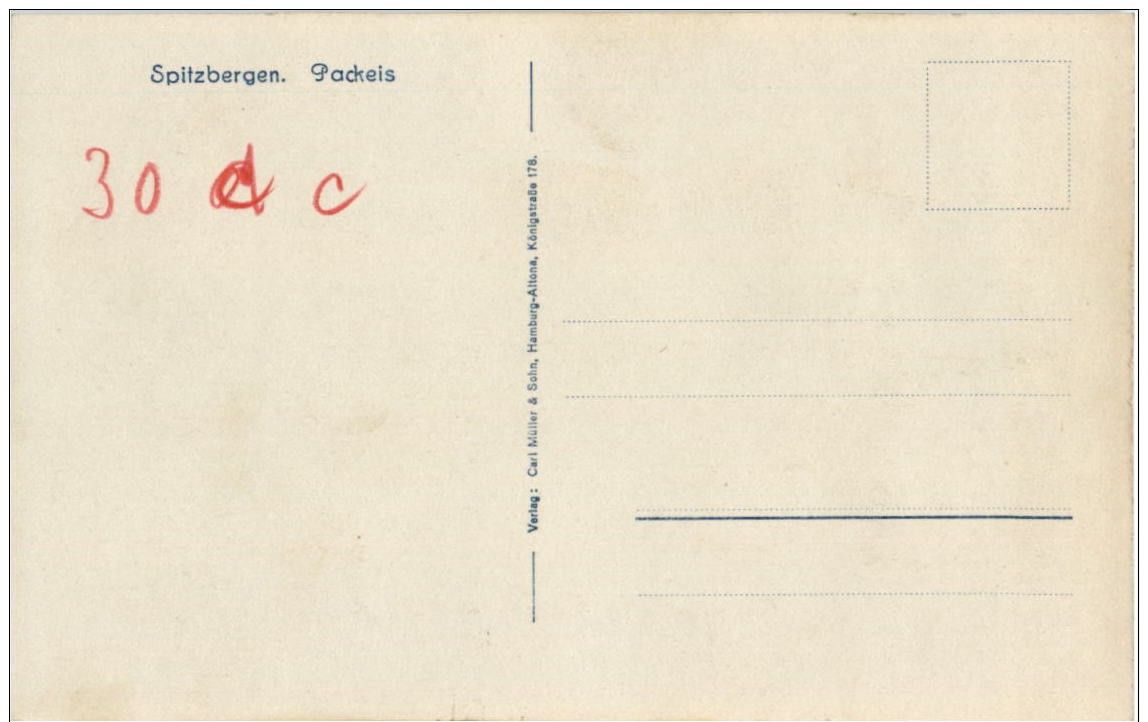 Spitzbergen. Packeis
30 c
Verlag: Carl Müller & Sohn, Hamburg-Altona, Königstraße 178.